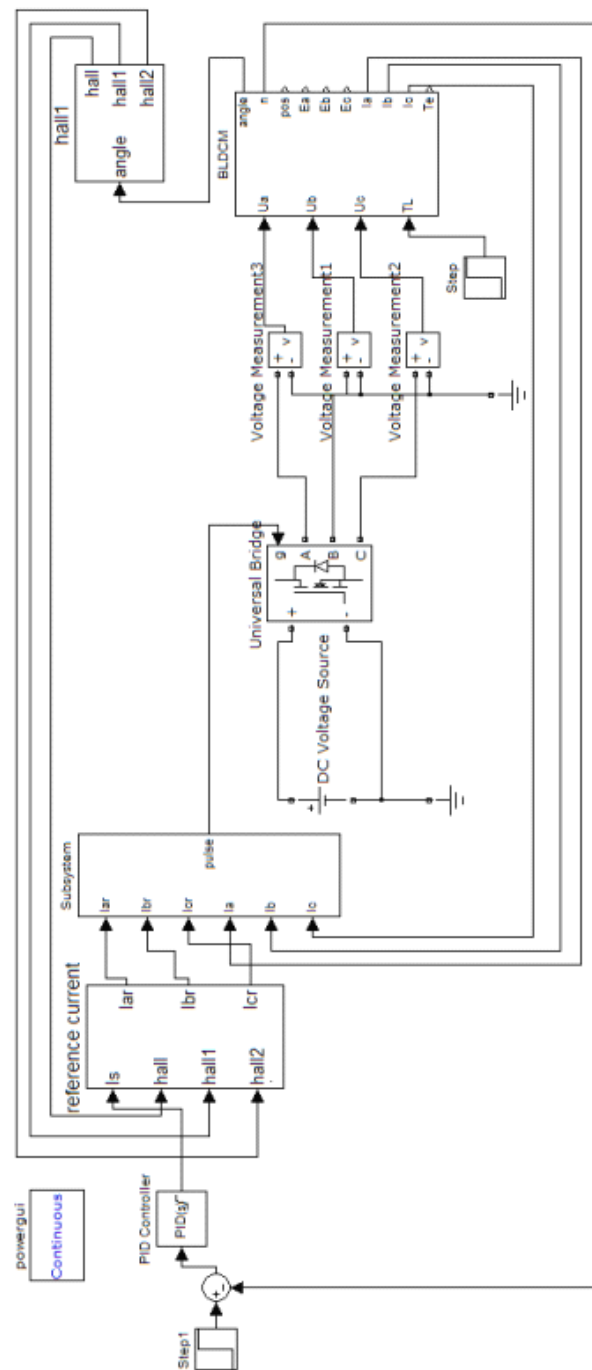 powergui
Continuous
Step1
+
-
PID Controller
PID(s)
reference current
Is
hall
hall1
hall2
Iar
Ibr
Icr
Subsystem
Iar
Ibr
Icr
Ia
Ib
Ic
pulse
DC Voltage Source
+
Universal Bridge
g
+
-
A
B
C
Voltage Measurement3
+
-
v
Voltage Measurement1
+
-
v
Voltage Measurement2
+
-
v
Step
BLDCM
Ua
Ub
Uc
TL
angle
n
pos
Ea
Eb
Ec
Ia
Ib
Ic
Te
hall1
angle
hall
hall1
hall2